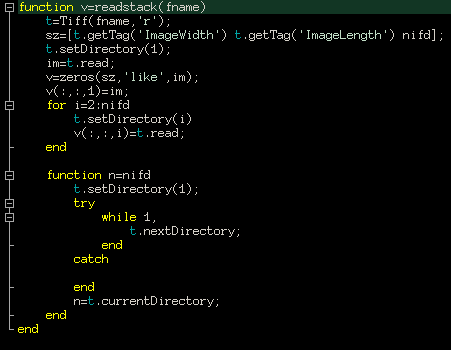 function v=readstack(fname)
t=Tiff(fname,'r');
sz=[t.getTag('ImageWidth') t.getTag('ImageLength') nifd];
t.setDirectory(1);
im=t.read;
v=zeros(sz,'like',im);
v(:,:,1)=im;
for i=2:nifd
t.setDirectory(i)
v(:,:,i)=t.read;
end
function n=nifd
t.setDirectory(1);
try
while 1,
t.nextDirectory;
end
catch
end
n=t.currentDirectory;
end
end